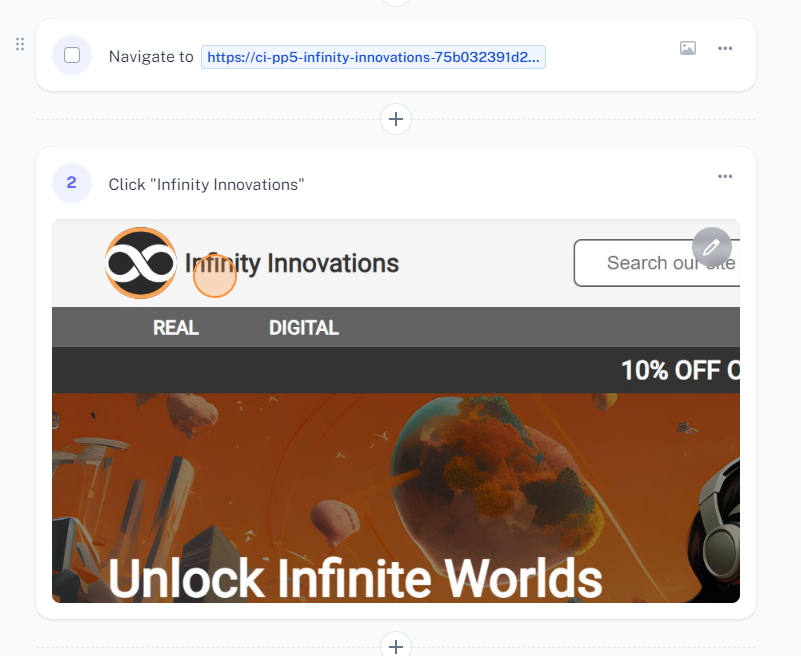 Navigate to https://ci-pp5-infinity-innovations-75b032391d2...
2 Click "Infinity Innovations"
Infinity Innovations Search our site
REAL DIGITAL
10% OFF
Unlock Infinite Worlds